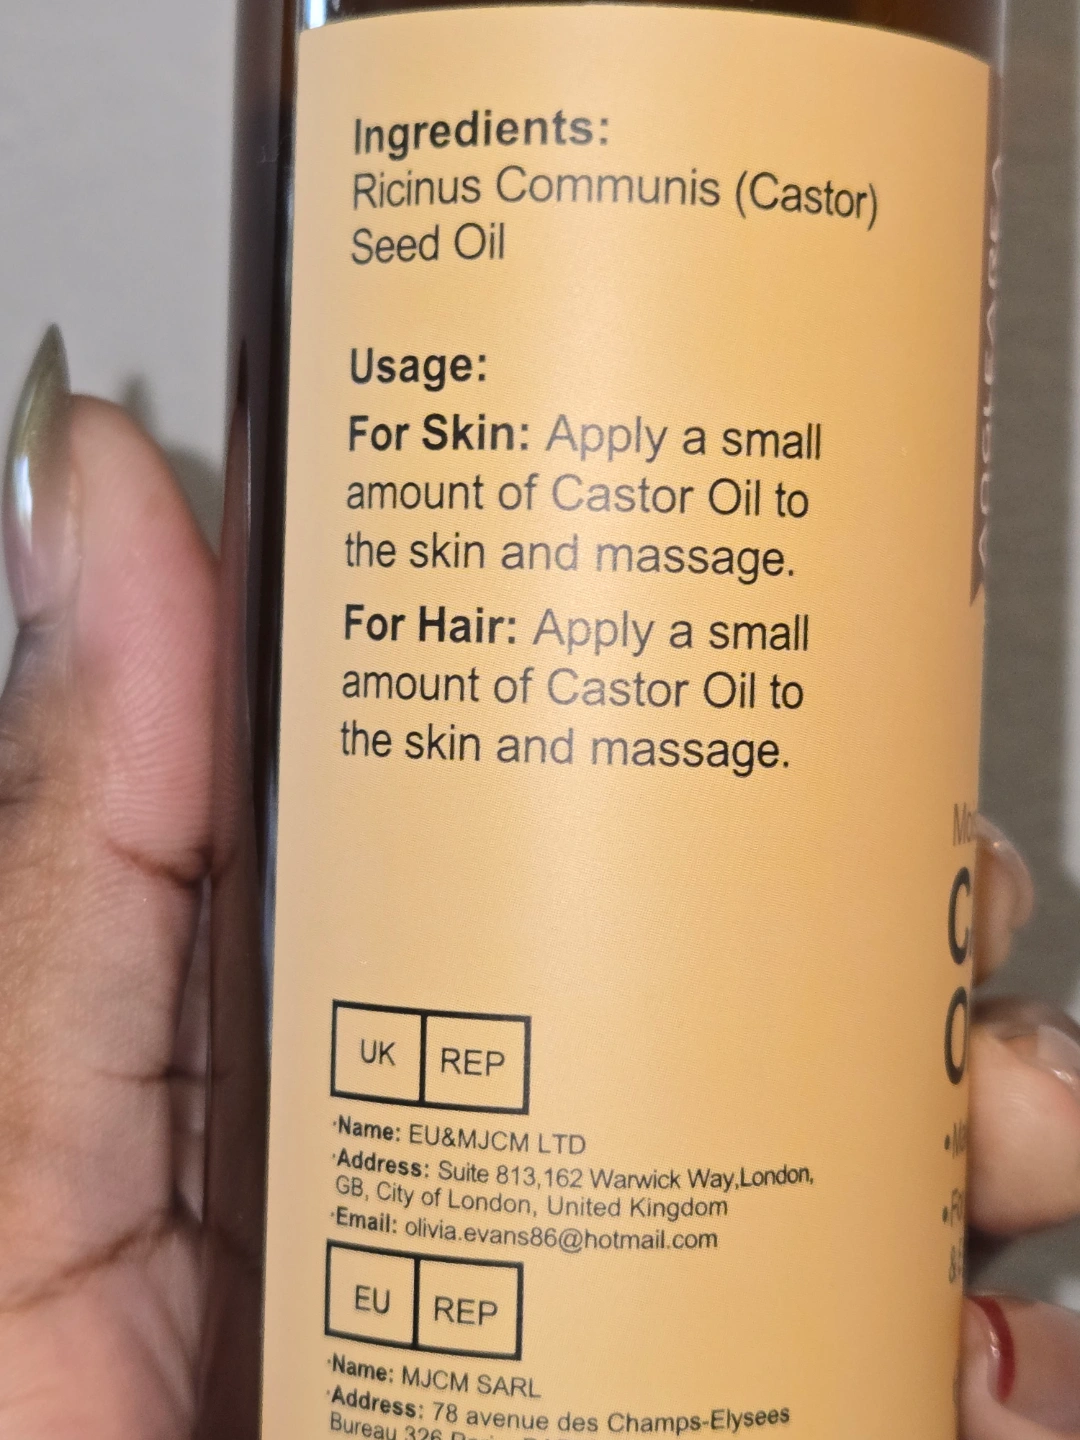 Ingredients:
Ricinus Communis (Castor)
Seed Oil
Usage:
For Skin: Apply a small
amount of Castor Oil to
the skin and massage.
For Hair: Apply a small
amount of Castor Oil to
the skin and massage.
UK REP
·Name: EU&MJCM LTD
·Address: Suite 813,162 Warwick Way,London,
GB, City of London, United Kingdom
·Email: olivia.evans86@hotmail.com
EU REP
·Name: MJCM SARL
·Address: 78 avenue des Champs-Elysees
Bureau 326